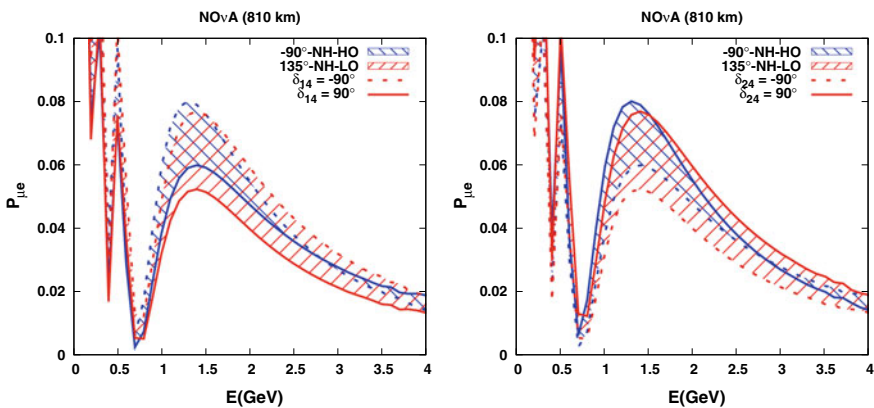 NOνA (810 km)
-90°-NH-HO
135°-NH-LO
δ14 = -90°
δ14 = 90°
Pμe
0.1
0.08
0.06
0.04
0.02
0
0 0.5 1 1.5 2 2.5 3 3.5 4
E(GeV)
NOνA (810 km)
-90°-NH-HO
135°-NH-LO
δ24 = -90°
δ24 = 90°
Pμe
0.1
0.08
0.06
0.04
0.02
0
0 0.5 1 1.5 2 2.5 3 3.5 4
E(GeV)